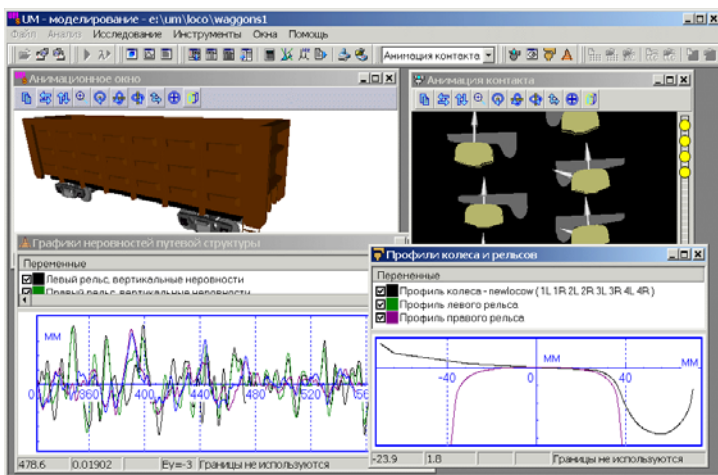 UM - моделирование - e:\um\loco\waggons1
Файл Анализ Исследование Инструменты Окна Помощь
Анимация контакта
Анимационное окно
Анимация контакта
Графики неровностей путевой структуры
Переменные
Левый рельс, вертикальные неровности
Правый рельс, вертикальные неровности
мм
0 360 400 440 480 520
478.6 0.01902 Ey=-3 Границы не используются
Профили колеса и рельсов
Переменные
Профиль колеса - newlocow ( 1L 1R 2L 2R 3L 3R 4L 4R )
Профиль левого рельса
Профиль правого рельса
мм мм
-40 0 40
-23.9 1.8 Границы не используются